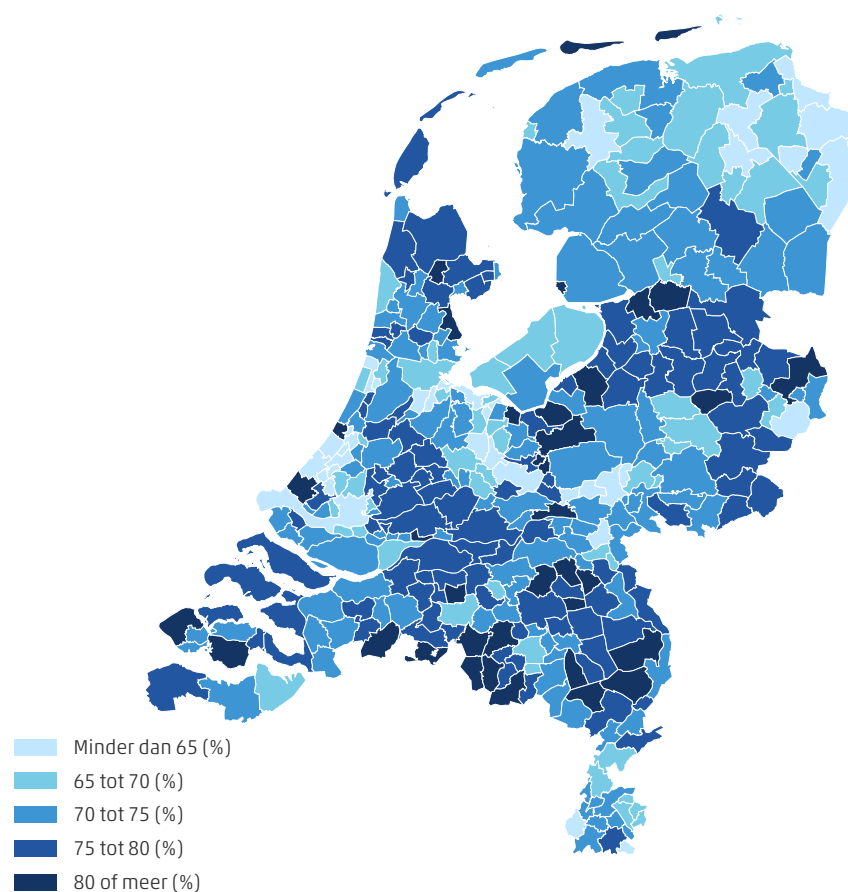 Minder dan 65 (%)
65 tot 70 (%)
70 tot 75 (%)
75 tot 80 (%)
80 of meer (%)